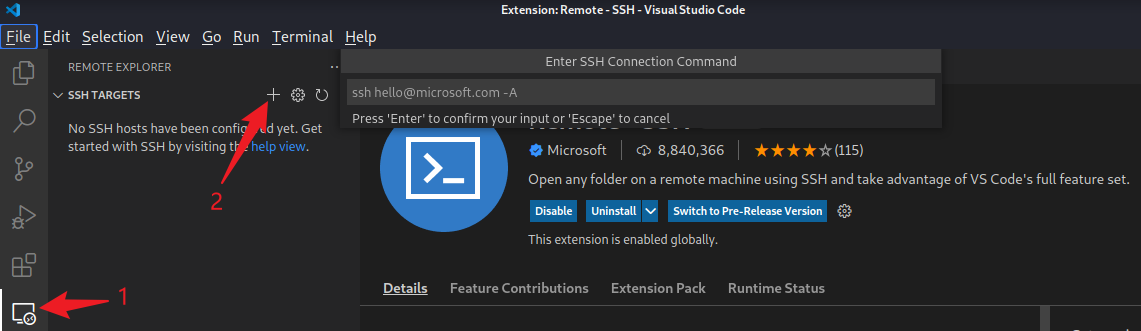 Extension: Remote - SSH - Visual Studio Code
File Edit Selection View Go Run Terminal Help
REMOTE EXPLORER
Enter SSH Connection Command
SSH TARGETS
ssh hello@microsoft.com -A
Press 'Enter' to confirm your input or 'Escape' to cancel
No SSH hosts have been configured yet. Get
started with SSH by visiting the help view.
2
1
Microsoft 8,840,366 (115)
Open any folder on a remote machine using SSH and take advantage of VS Code's full feature set.
Disable Uninstall Switch to Pre-Release Version
This extension is enabled globally.
Details Feature Contributions Extension Pack Runtime Status